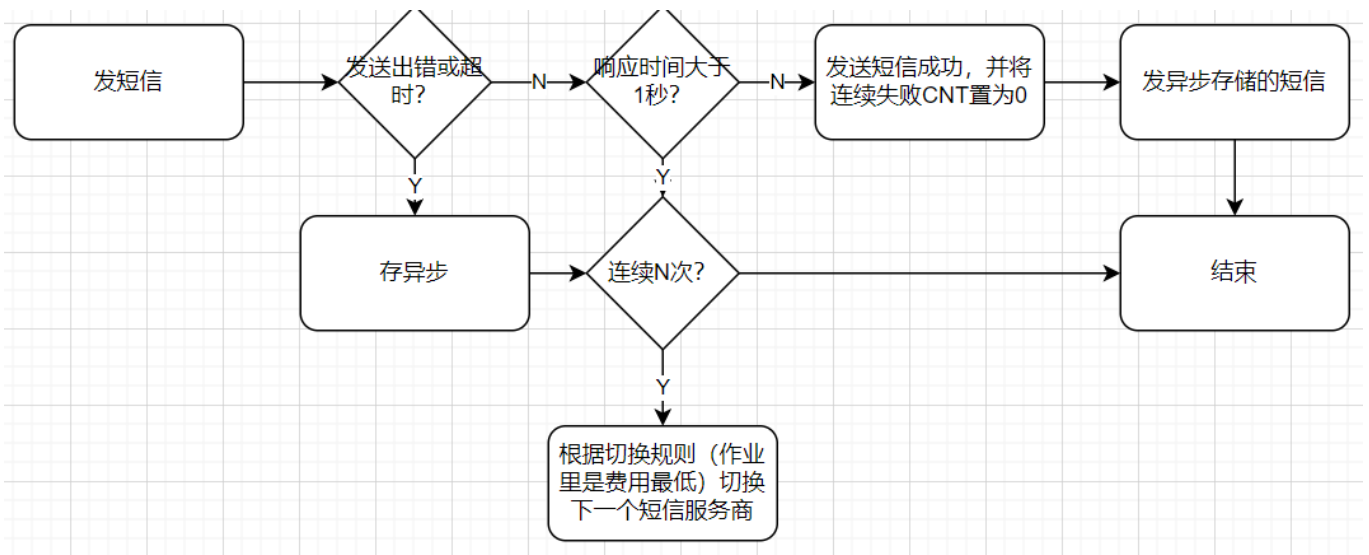 发短信
发送出错或超
时？
N
响应时间大于
1秒？
N
发送短信成功，并将
连续失败CNT置为0
发异步存储的短信
Y
Y
存异步
连续N次？
结束
Y
根据切换规则（作业
里是费用最低）切换
下一个短信服务商